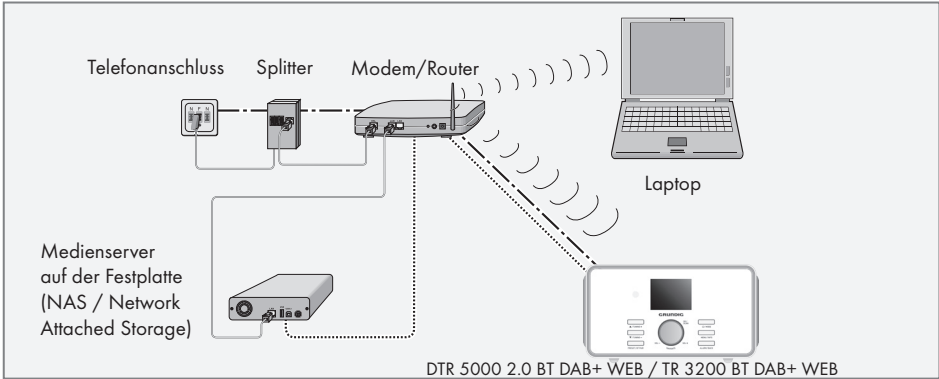 Telefonanschluss
Splitter
Modem/Router
N F N
Laptop
Medienserver
auf der Festplatte
(NAS / Network
Attached Storage)
GRUNDIG
DTR 5000 2.0 BT DAB+ WEB / TR 3200 BT DAB+ WEB